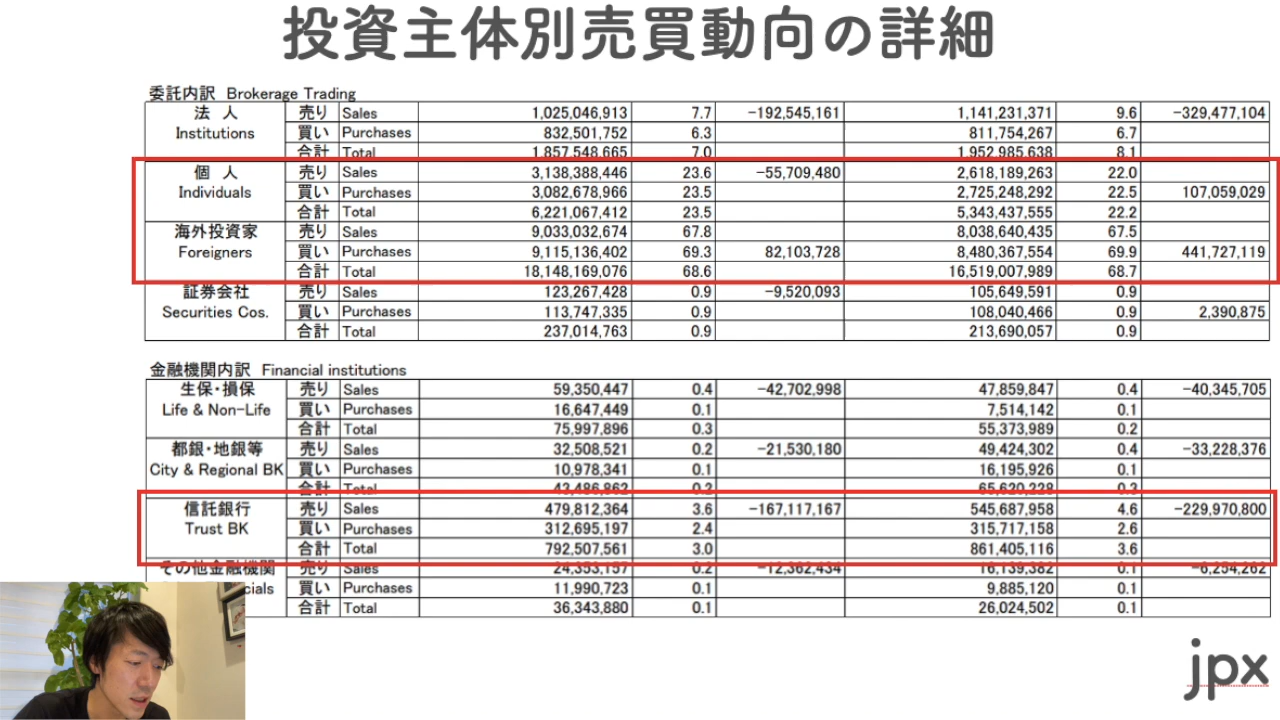 投資主体別売買動向の詳細
委託内訳 Brokerage Trading
法 人 売り Sales 1,025,046,913 7.7 −192,545,161 1,141,231,371 9.6 −329,477,104
Institutions 買い Purchases 832,501,752 6.3 811,754,267 6.7
合計 Total 1,857,548,665 7.0 1,952,985,638 8.1
個 人 売り Sales 3,138,388,446 23.6 −55,709,480 2,618,189,263 22.0
Individuals 買い Purchases 3,082,678,966 23.5 2,725,248,292 22.5 107,059,029
合計 Total 6,221,067,412 23.5 5,343,437,555 22.2
海外投資家 売り Sales 9,033,032,674 67.8 8,038,640,435 67.5
Foreigners 買い Purchases 9,115,136,402 69.3 82,103,728 8,480,367,554 69.9 441,727,119
合計 Total 18,148,169,076 68.6 16,519,007,989 68.7
証券会社 売り Sales 123,267,428 0.9 −9,520,093 105,649,591 0.9
Securities Cos. 買い Purchases 113,747,335 0.9 108,040,466 0.9 2,390,875
合計 Total 237,014,763 0.9 213,690,057 0.9
金融機関内訳 Financial institutions
生保・損保 売り Sales 59,350,447 0.4 −42,702,998 47,859,847 0.4 −40,345,705
Life & Non−Life 買い Purchases 16,647,449 0.1 7,514,142 0.1
合計 Total 75,997,896 0.3 55,373,989 0.2
都銀・地銀等 売り Sales 32,508,521 0.2 −21,530,180 49,424,302 0.4 −33,228,376
City & Regional BK 買い Purchases 10,978,341 0.1 16,195,926 0.1
合計 Total 43,486,862 0.2 65,620,228 0.3
信託銀行 売り Sales 479,812,364 3.6 −167,117,167 545,687,958 4.6 −229,970,800
Trust BK 買い Purchases 312,695,197 2.4 315,717,158 2.6
合計 Total 792,507,561 3.0 861,405,116 3.6
その他金融機関 売り Sales 24,353,157 0.2 −12,362,434 16,139,382 0.1 −6,254,262
cials 買い Purchases 11,990,723 0.1 9,885,120 0.1
合計 Total 36,343,880 0.1 26,024,502 0.1
jpx